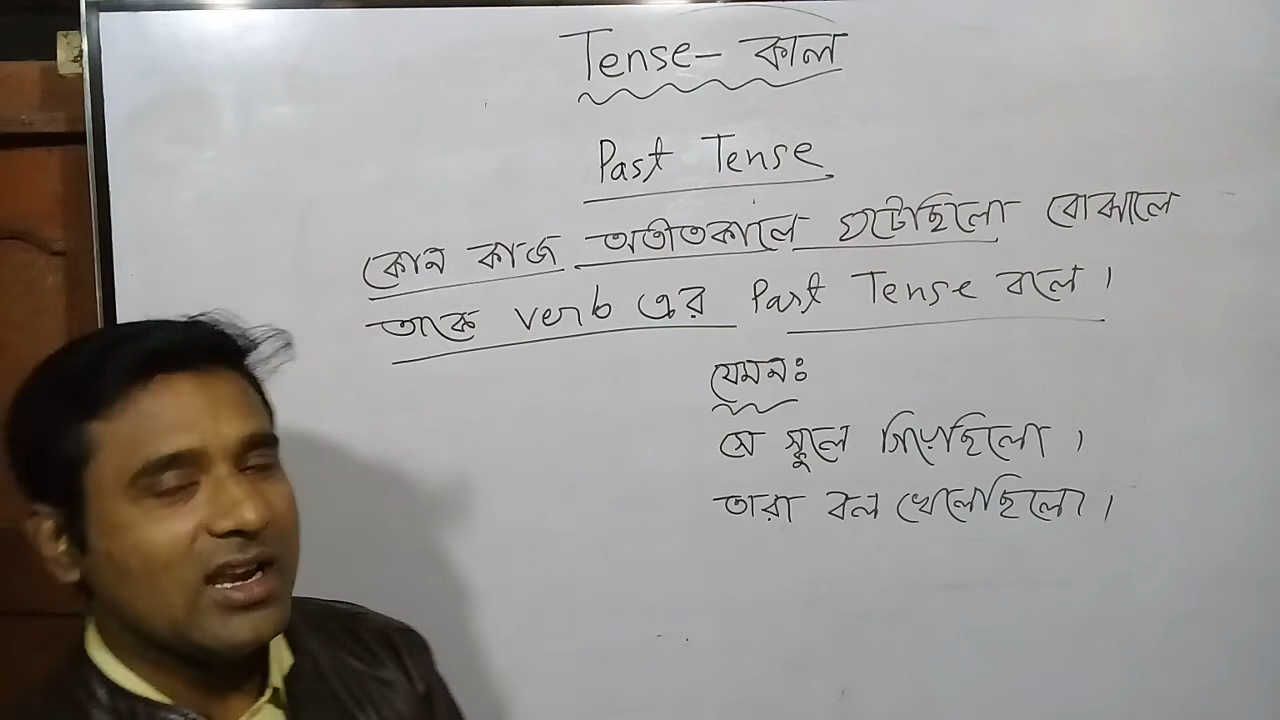 Tense - কাল
Past Tense
কোন কাজ অতীতকালে ঘটেছিলো বোঝালে
তাকে verb এর Past Tense বলে।
যেমনঃ
সে স্কুলে গিয়েছিলো।
তারা বল খেলেছিলো।